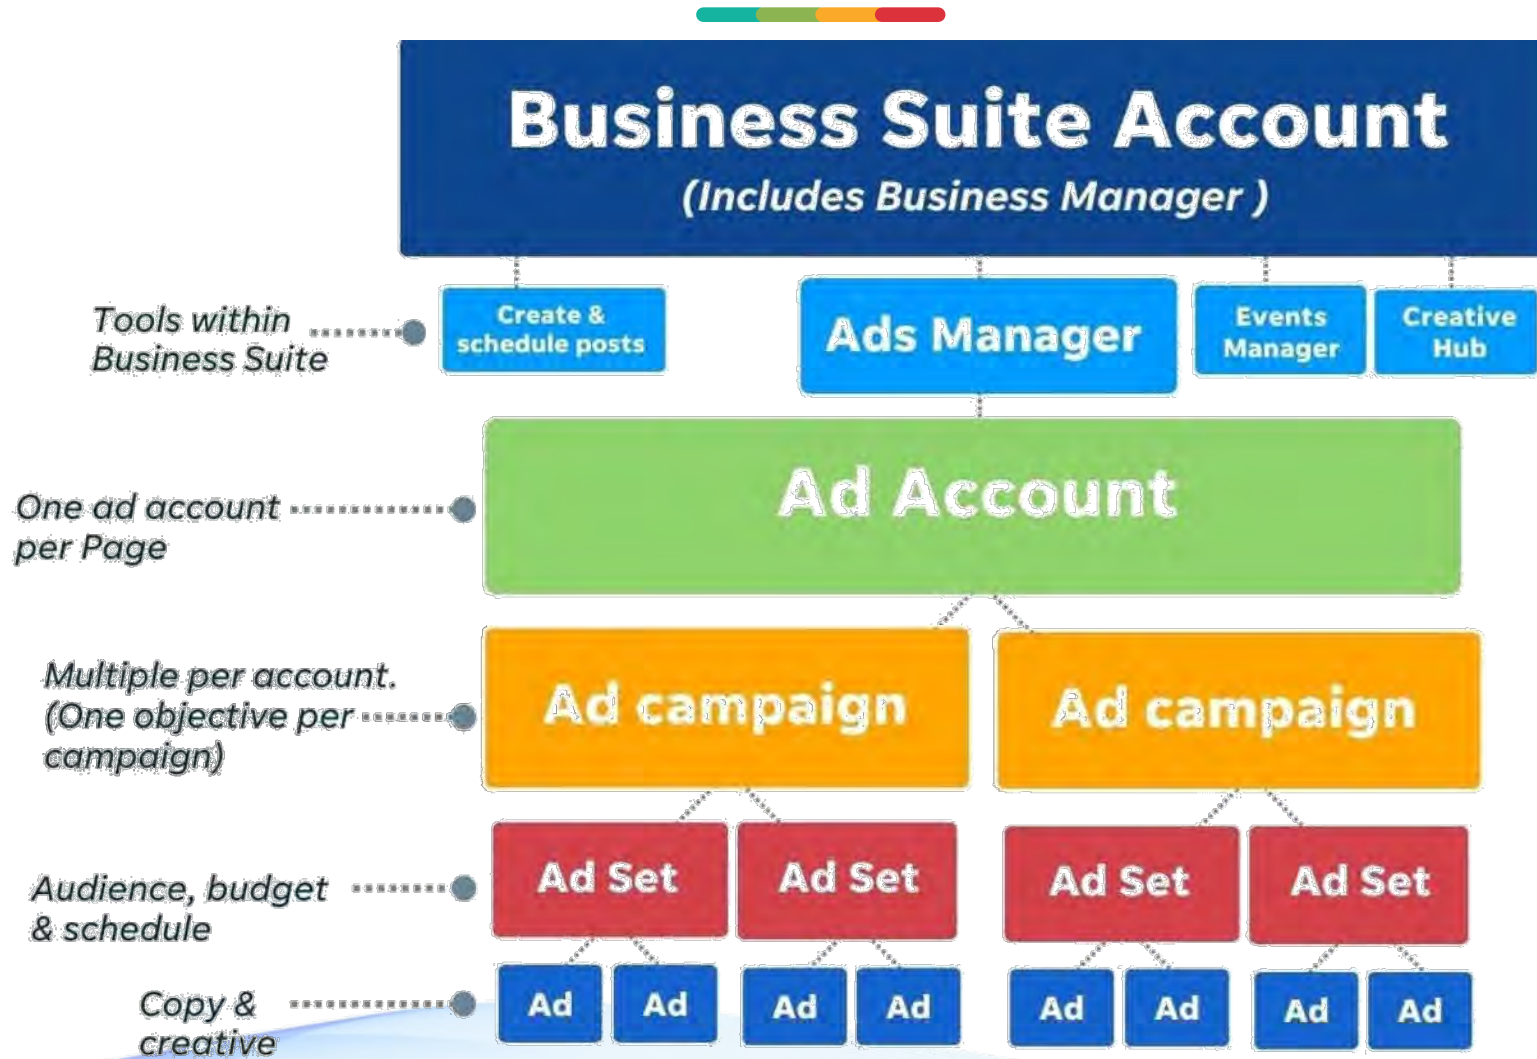 Business Suite Account
(Includes Business Manager )
Tools within
Business Suite
Create &
schedule posts
Ads Manager
Events
Manager
Creative
Hub
One ad account
per Page
Ad Account
Multiple per account.
(One objective per
campaign)
Ad campaign
Ad campaign
Audience, budget
& schedule
Ad Set
Ad Set
Ad Set
Ad Set
Copy &
creative
Ad
Ad
Ad
Ad
Ad
Ad
Ad
Ad